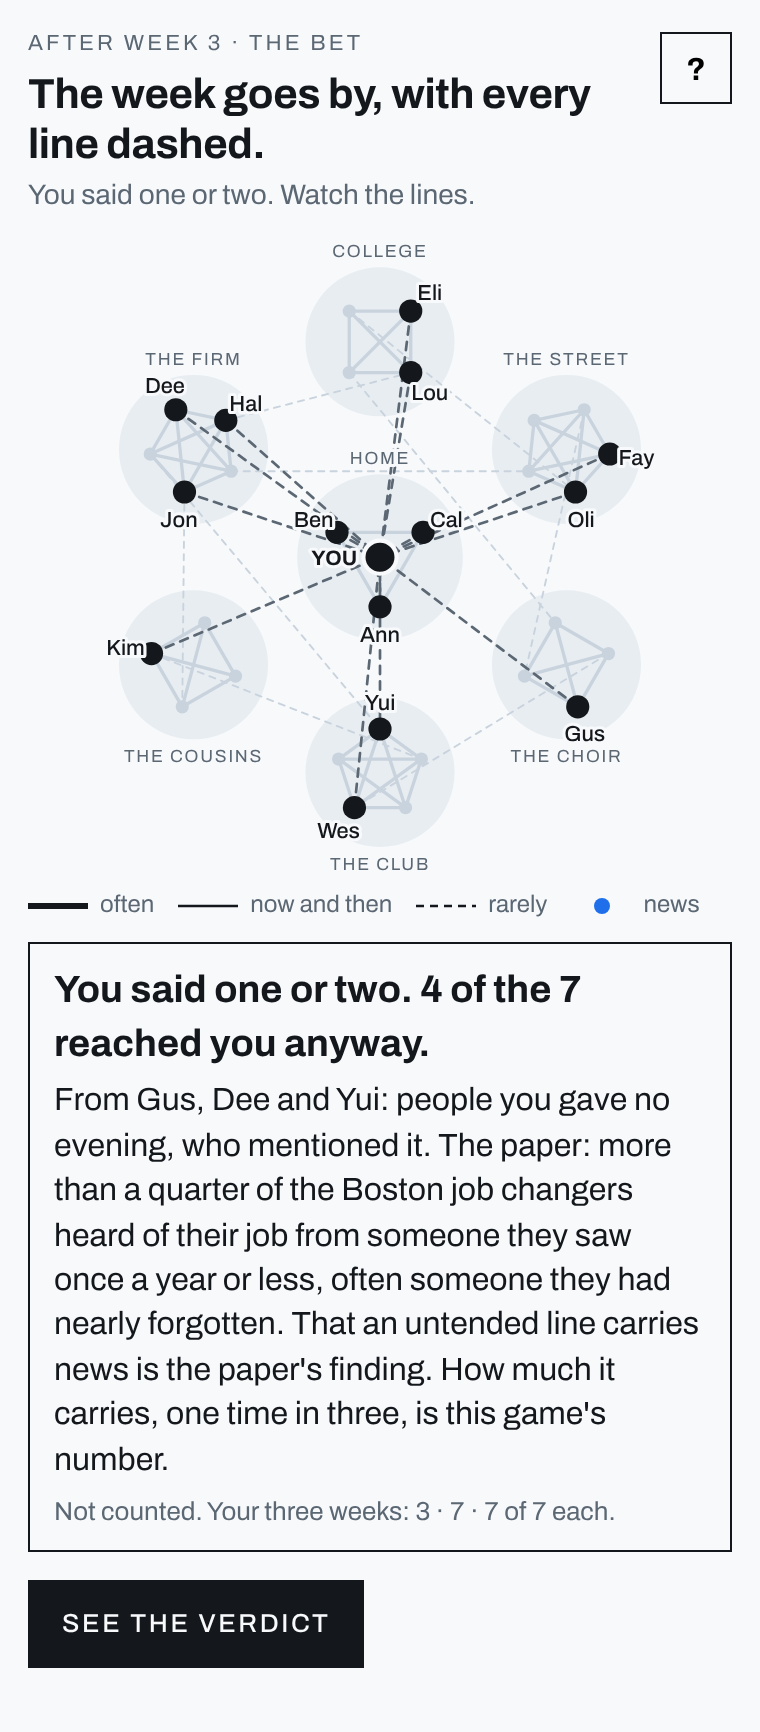 AFTER WEEK 3 · THE BET
?
The week goes by, with every
line dashed.
You said one or two. Watch the lines.
COLLEGE
Eli
Lou
THE FIRM
Dee
Hal
Jon
THE STREET
Fay
Oli
HOME
Ben
Cal
YOU
Ann
Kim
THE COUSINS
Yui
Wes
THE CLUB
Gus
THE CHOIR
often
now and then
rarely
news
You said one or two. 4 of the 7
reached you anyway.
From Gus, Dee and Yui: people you gave no
evening, who mentioned it. The paper: more
than a quarter of the Boston job changers
heard of their job from someone they saw
once a year or less, often someone they had
nearly forgotten. That an untended line carries
news is the paper's finding. How much it
carries, one time in three, is this game's
number.
Not counted. Your three weeks: 3 · 7 · 7 of 7 each.
SEE THE VERDICT